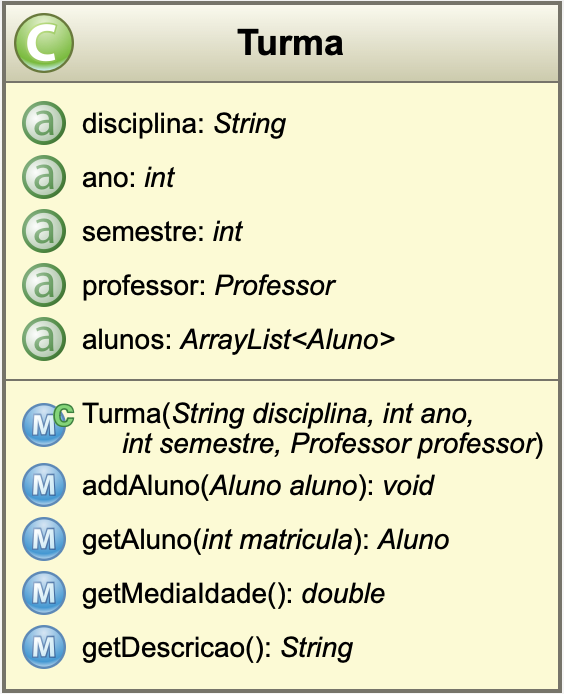 C
Turma
a disciplina: String
a ano: int
a semestre: int
a professor: Professor
a alunos: ArrayList<Aluno>
M C Turma(String disciplina, int ano,
int semestre, Professor professor)
M addAluno(Aluno aluno): void
M getAluno(int matricula): Aluno
M getMediaIdade(): double
M getDescricao(): String